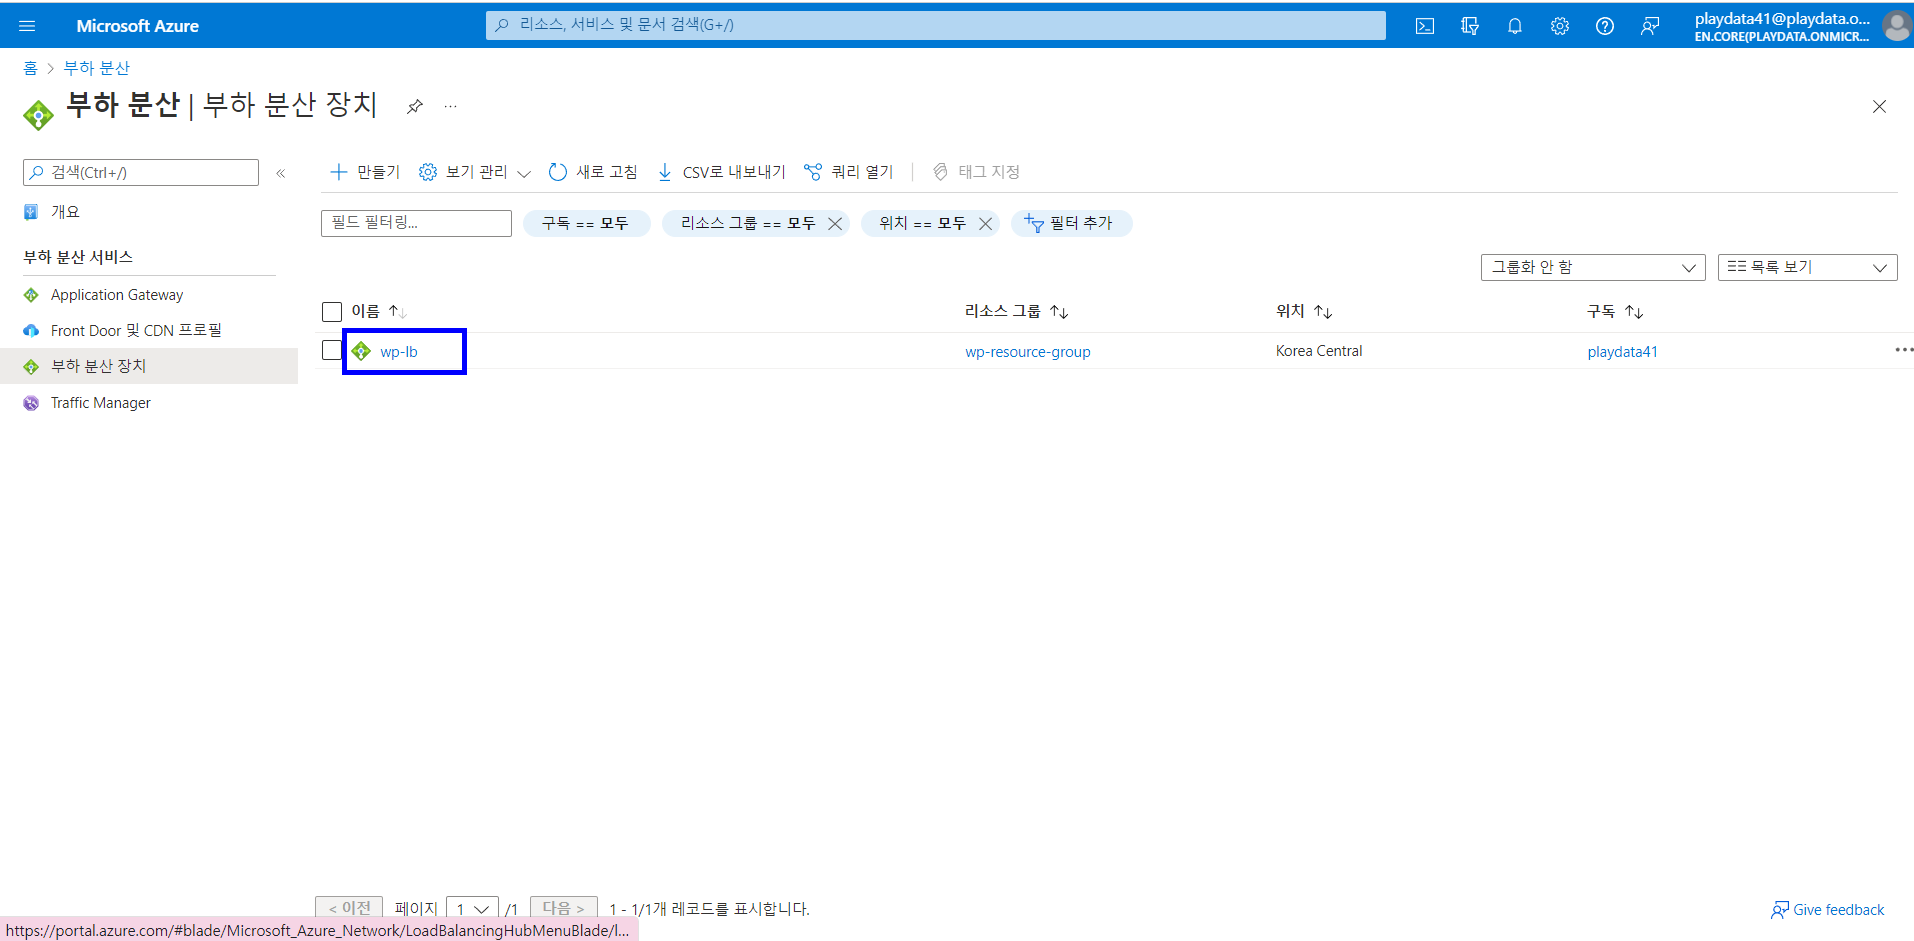 Microsoft Azure
리소스, 서비스 및 문서 검색(G+/)
playdata41@playdata.o...
EN.CORE(PLAYDATA.ONMICR...
홈 > 부하 분산
부하 분산 | 부하 분산 장치
...
검색(Ctrl+/)
«
만들기
보기 관리
새로 고침
CSV로 내보내기
쿼리 열기
태그 지정
개요
필드 필터링...
구독 == 모두
리소스 그룹 == 모두
위치 == 모두
필터 추가
부하 분산 서비스
그룹화 안 함
목록 보기
Application Gateway
이름
리소스 그룹
위치
구독
Front Door 및 CDN 프로필
wp-lb
wp-resource-group
Korea Central
playdata41
부하 분산 장치
Traffic Manager
< 이전
페이지
1
/1
다음 >
1 - 1/1개 레코드를 표시합니다.
Give feedback
https://portal.azure.com/#blade/Microsoft_Azure_Network/LoadBalancingHubMenuBlade/l...